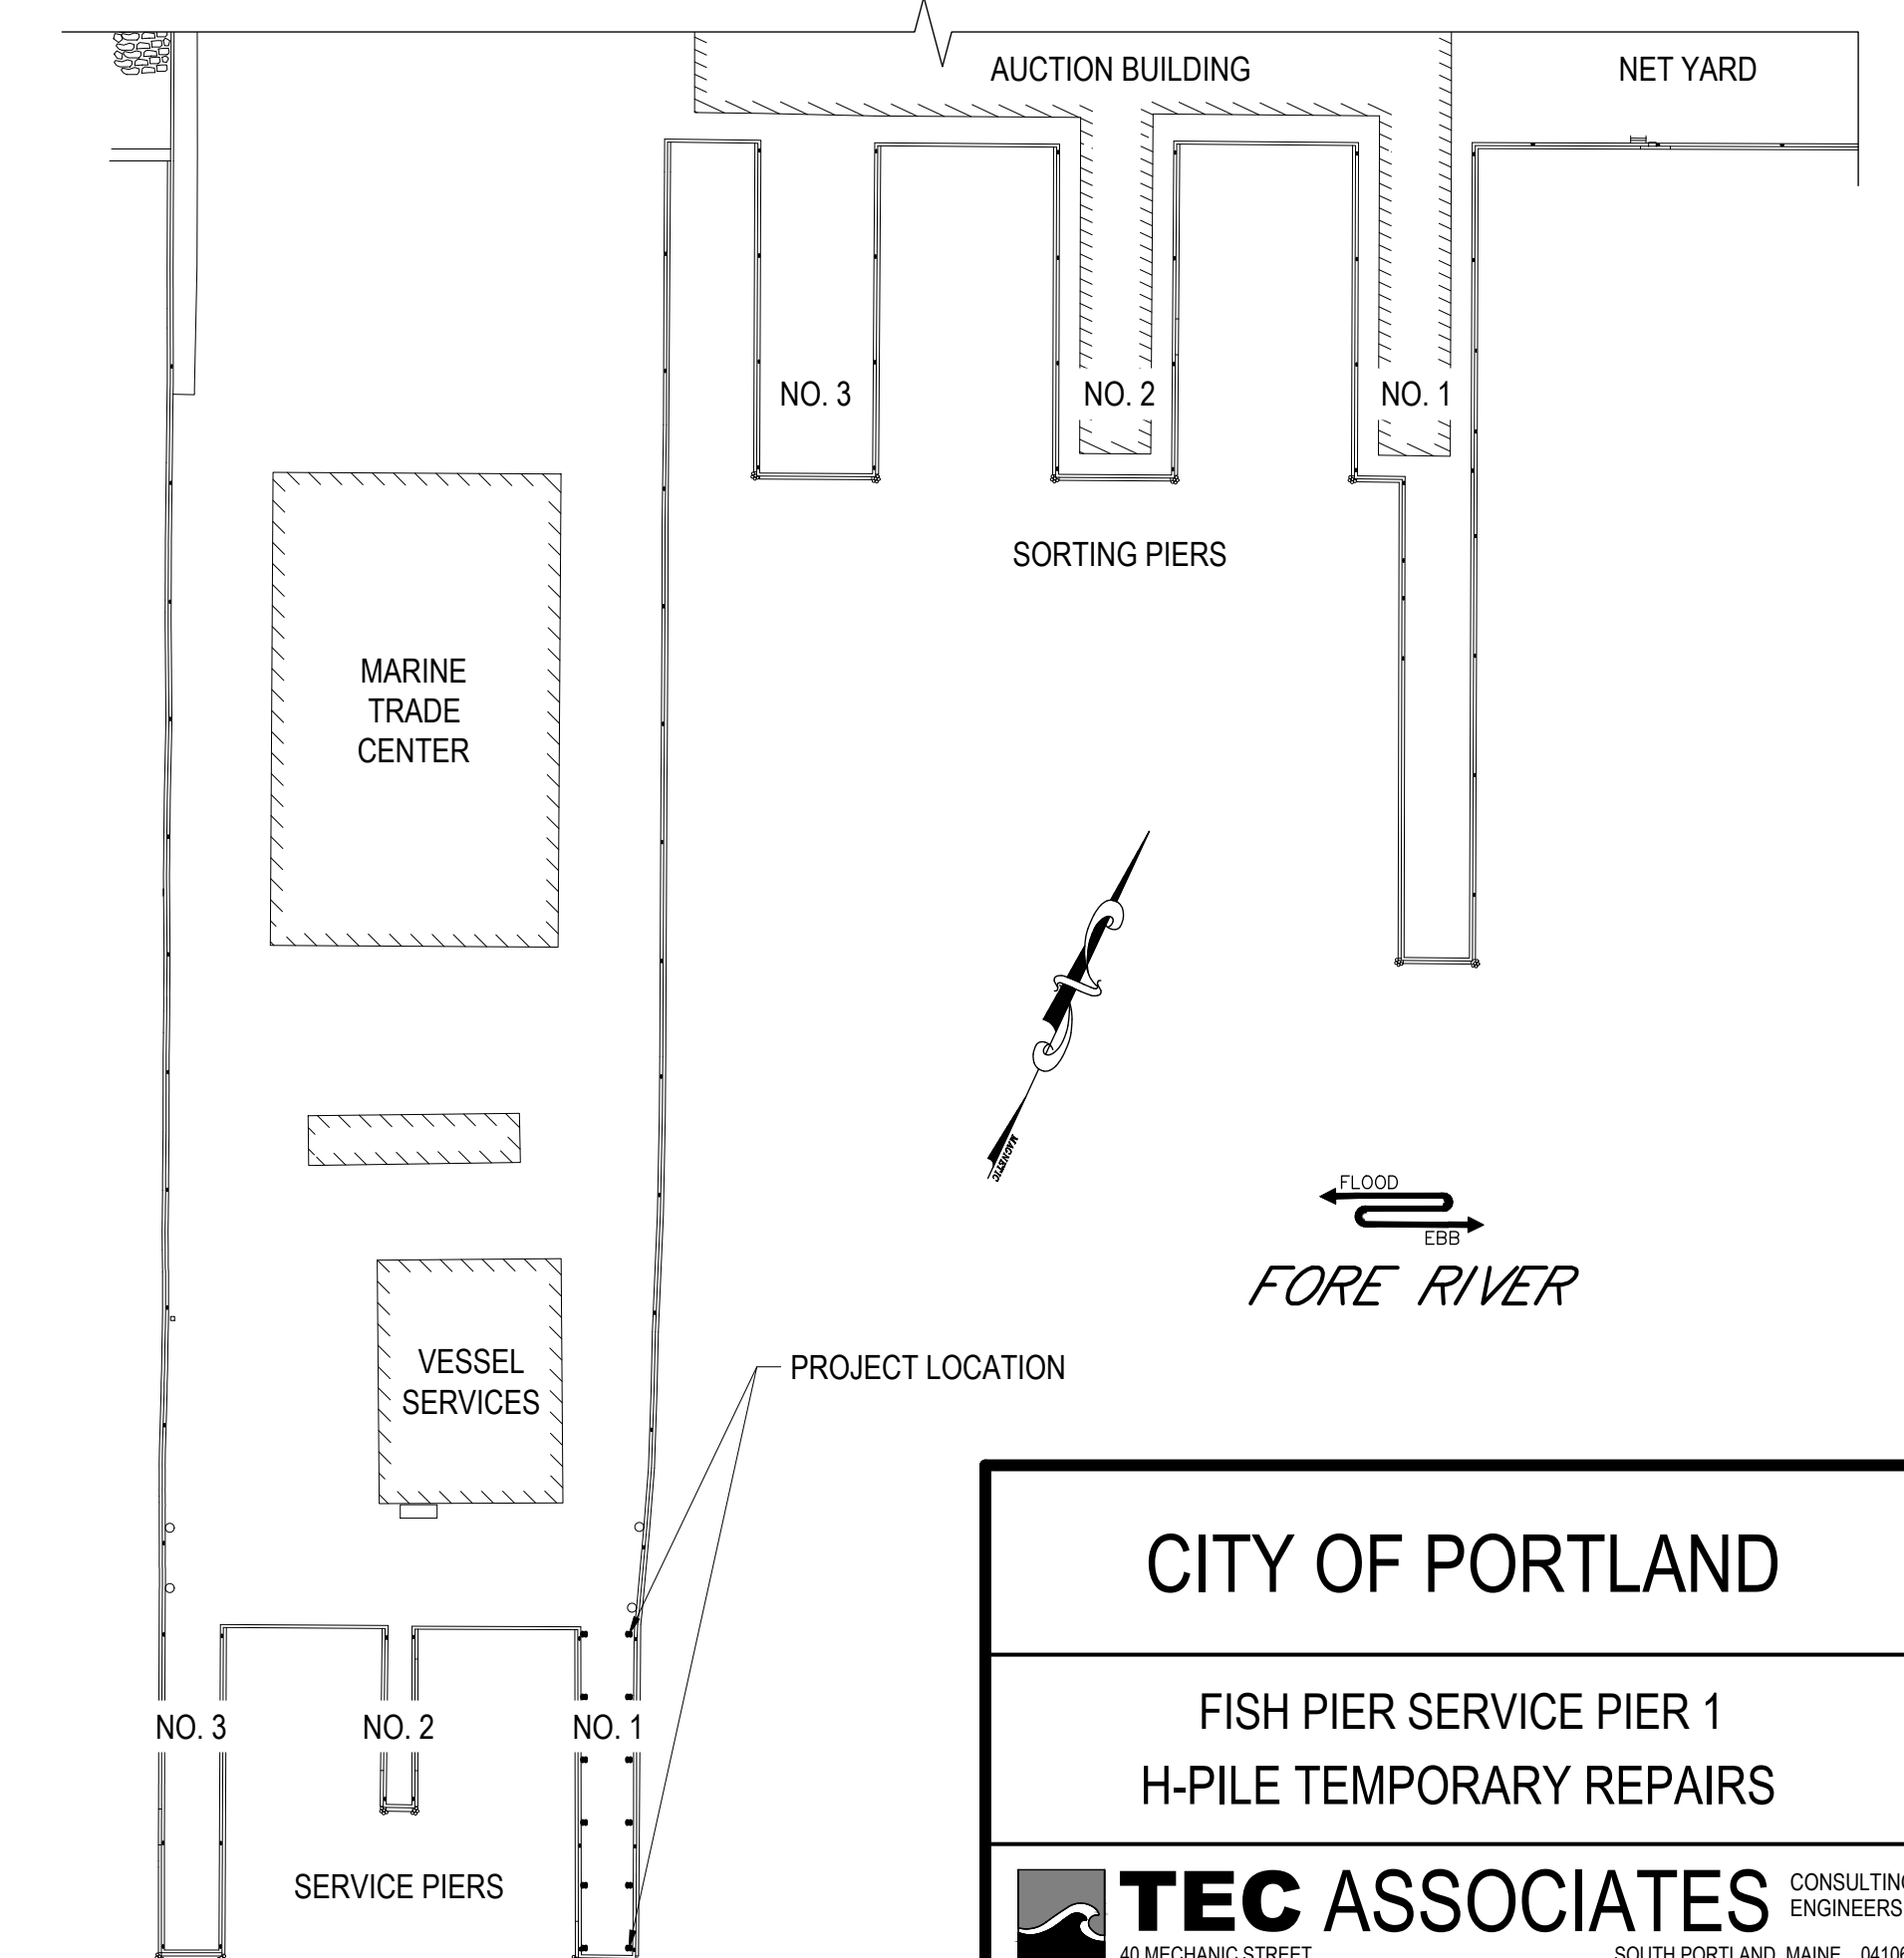 AUCTION BUILDING
NET YARD
NO. 3
NO. 2
NO. 1
SORTING PIERS
MARINE
TRADE
CENTER
MAGNETIC
FLOOD
EBB
FORE RIVER
VESSEL
SERVICES
PROJECT LOCATION
NO. 3
NO. 2
NO. 1
SERVICE PIERS
CITY OF PORTLAND
FISH PIER SERVICE PIER 1
H-PILE TEMPORARY REPAIRS
TEC ASSOCIATES
CONSULTING
ENGINEERS
40 MECHANIC STREET
SOUTH PORTLAND, MAINE 04106